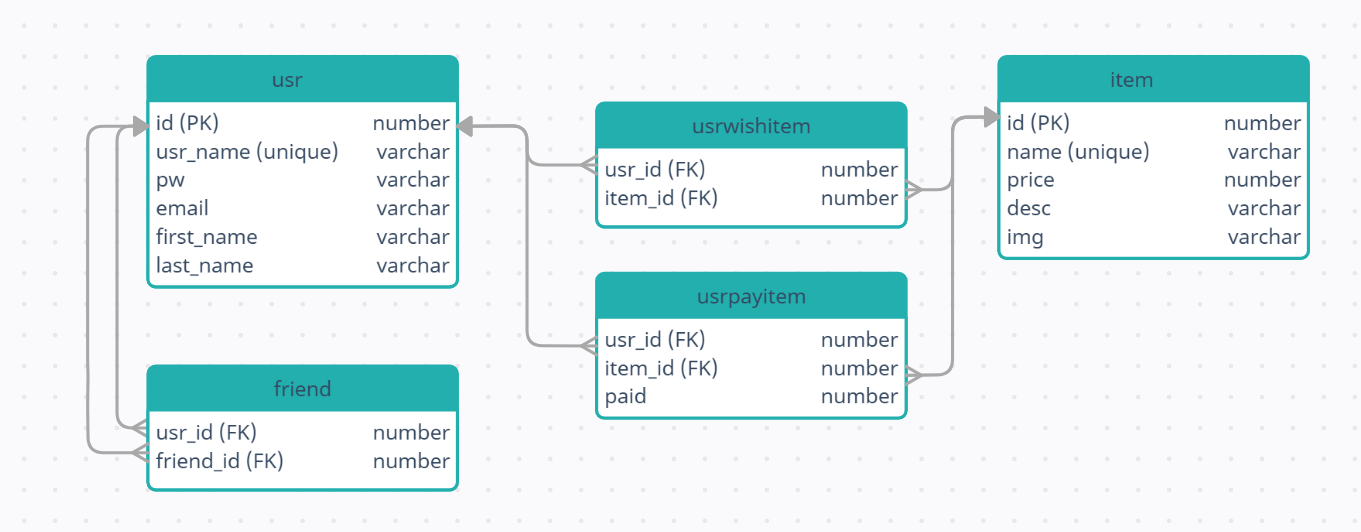 usr
id (PK) number
usr_name (unique) varchar
pw varchar
email varchar
first_name varchar
last_name varchar
friend
usr_id (FK) number
friend_id (FK) number
usrwishitem
usr_id (FK) number
item_id (FK) number
usrpayitem
usr_id (FK) number
item_id (FK) number
paid number
item
id (PK) number
name (unique) varchar
price number
desc varchar
img varchar